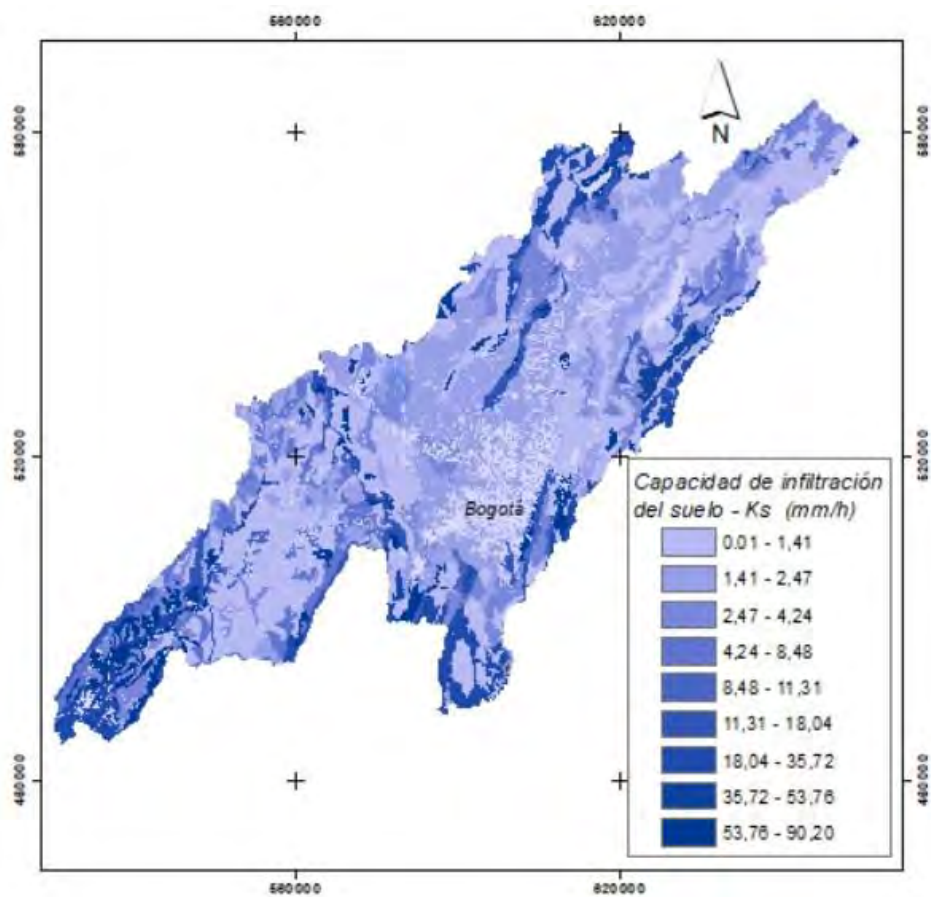 560000
620000
580000
580000
N
520000
520000
Bogotá
Capacidad de infiltración
del suelo - Ks (mm/h)
0.01 - 1,41
1,41 - 2,47
2,47 - 4,24
4,24 - 8,48
8,48 - 11,31
11,31 - 18,04
18,04 - 35,72
35,72 - 53,76
53,76 - 90,20
460000
460000
560000
620000